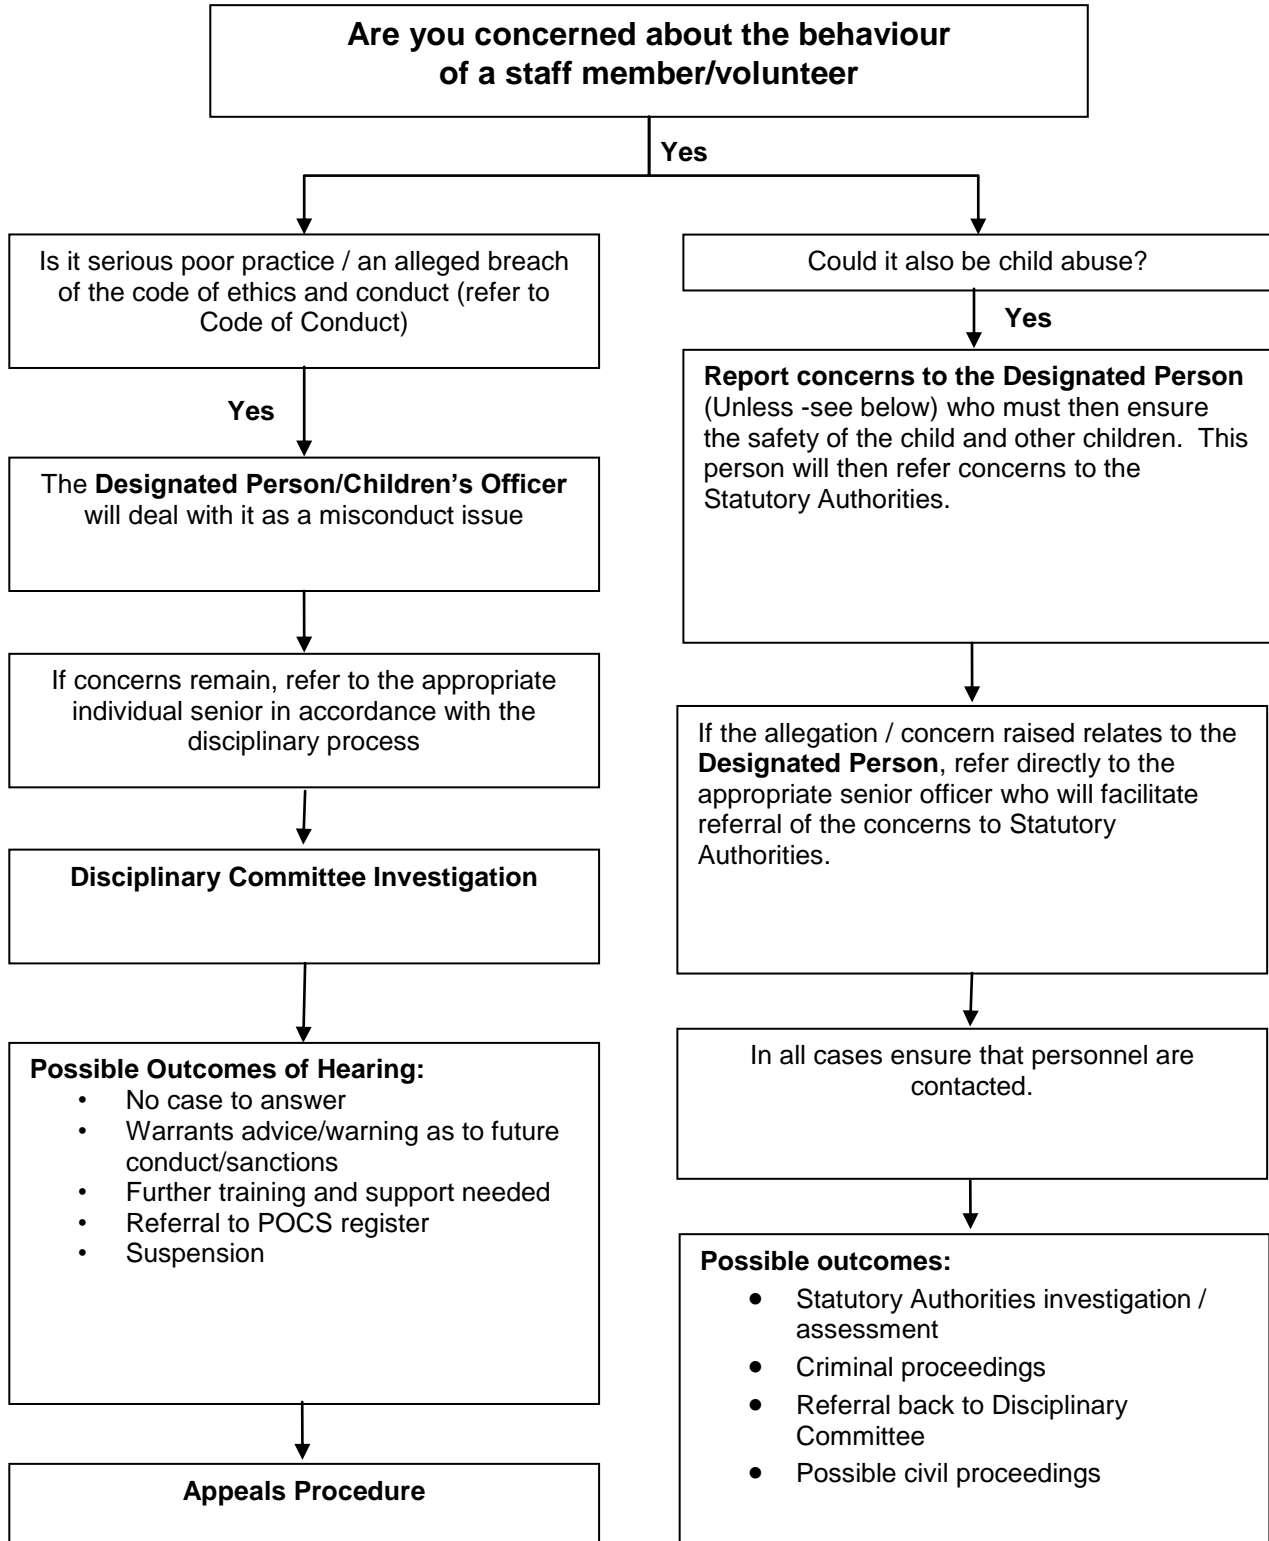 Are you concerned about the behaviour
of a staff member/volunteer
Yes
Is it serious poor practice / an alleged breach
of the code of ethics and conduct (refer to
Code of Conduct)
Yes
The Designated Person/Children's Officer
will deal with it as a misconduct issue
If concerns remain, refer to the appropriate
individual senior in accordance with the
disciplinary process
Disciplinary Committee Investigation
Possible Outcomes of Hearing:
• No case to answer
• Warrants advice/warning as to future
conduct/sanctions
• Further training and support needed
• Referral to POCS register
• Suspension
Appeals Procedure
Could it also be child abuse?
Yes
Report concerns to the Designated Person
(Unless -see below) who must then ensure
the safety of the child and other children. This
person will then refer concerns to the
Statutory Authorities.
If the allegation / concern raised relates to the
Designated Person, refer directly to the
appropriate senior officer who will facilitate
referral of the concerns to Statutory
Authorities.
In all cases ensure that personnel are
contacted.
Possible outcomes:
• Statutory Authorities investigation /
assessment
• Criminal proceedings
• Referral back to Disciplinary
Committee
• Possible civil proceedings